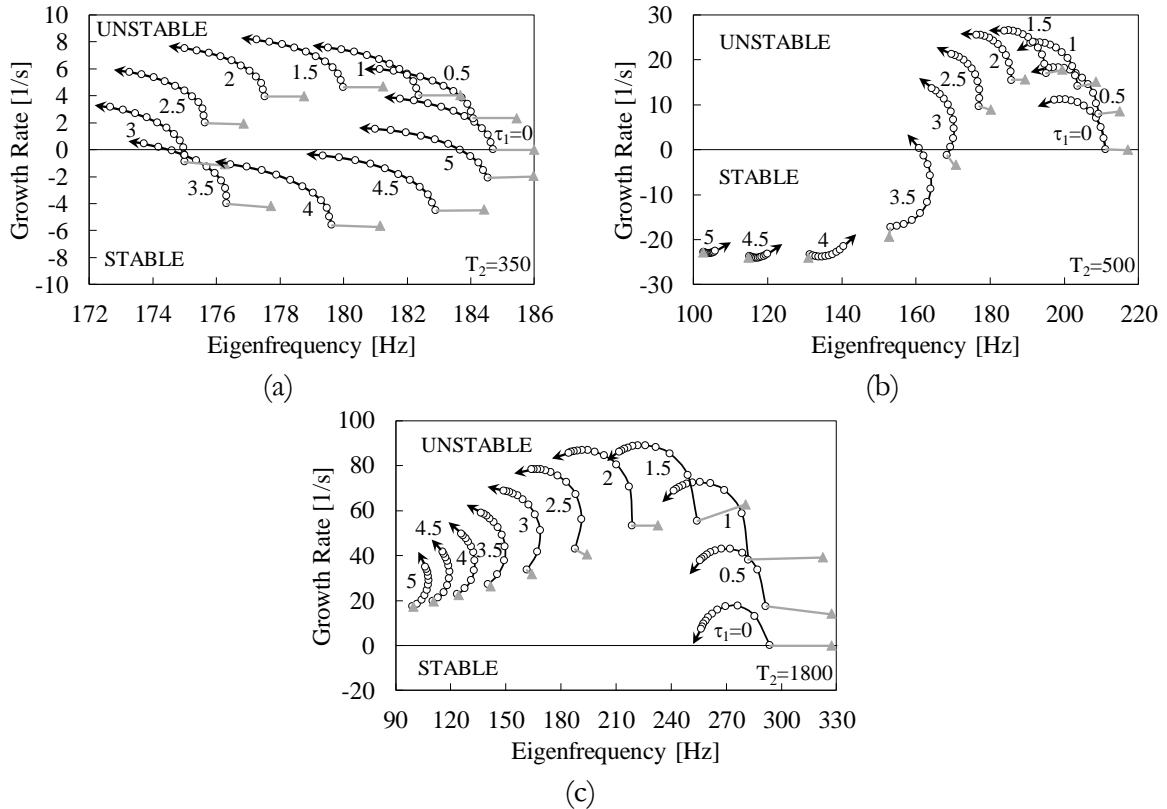 (a)
Growth Rate [1/s]
10
8
6
4
2
0
-2
-4
-6
-8
-10
UNSTABLE
STABLE
2.5
2
1.5
1
0.5
τ1=0
3
3.5
4
4.5
5
T2=350
172 174 176 178 180 182 184 186
Eigenfrequency [Hz]
(a)
Growth Rate [1/s]
30
20
10
0
-10
-20
-30
UNSTABLE
STABLE
1.5
1
2
2.5
0.5
3
τ1=0
3.5
5 4.5 4
T2=500
100 120 140 160 180 200 220
Eigenfrequency [Hz]
(b)
Growth Rate [1/s]
100
80
60
40
20
0
-20
UNSTABLE
STABLE
2
1.5
2.5
3
1
4.5
4
3.5
5
0.5
τ1=0
T2=1800
90 120 150 180 210 240 270 300 330
Eigenfrequency [Hz]
(c)